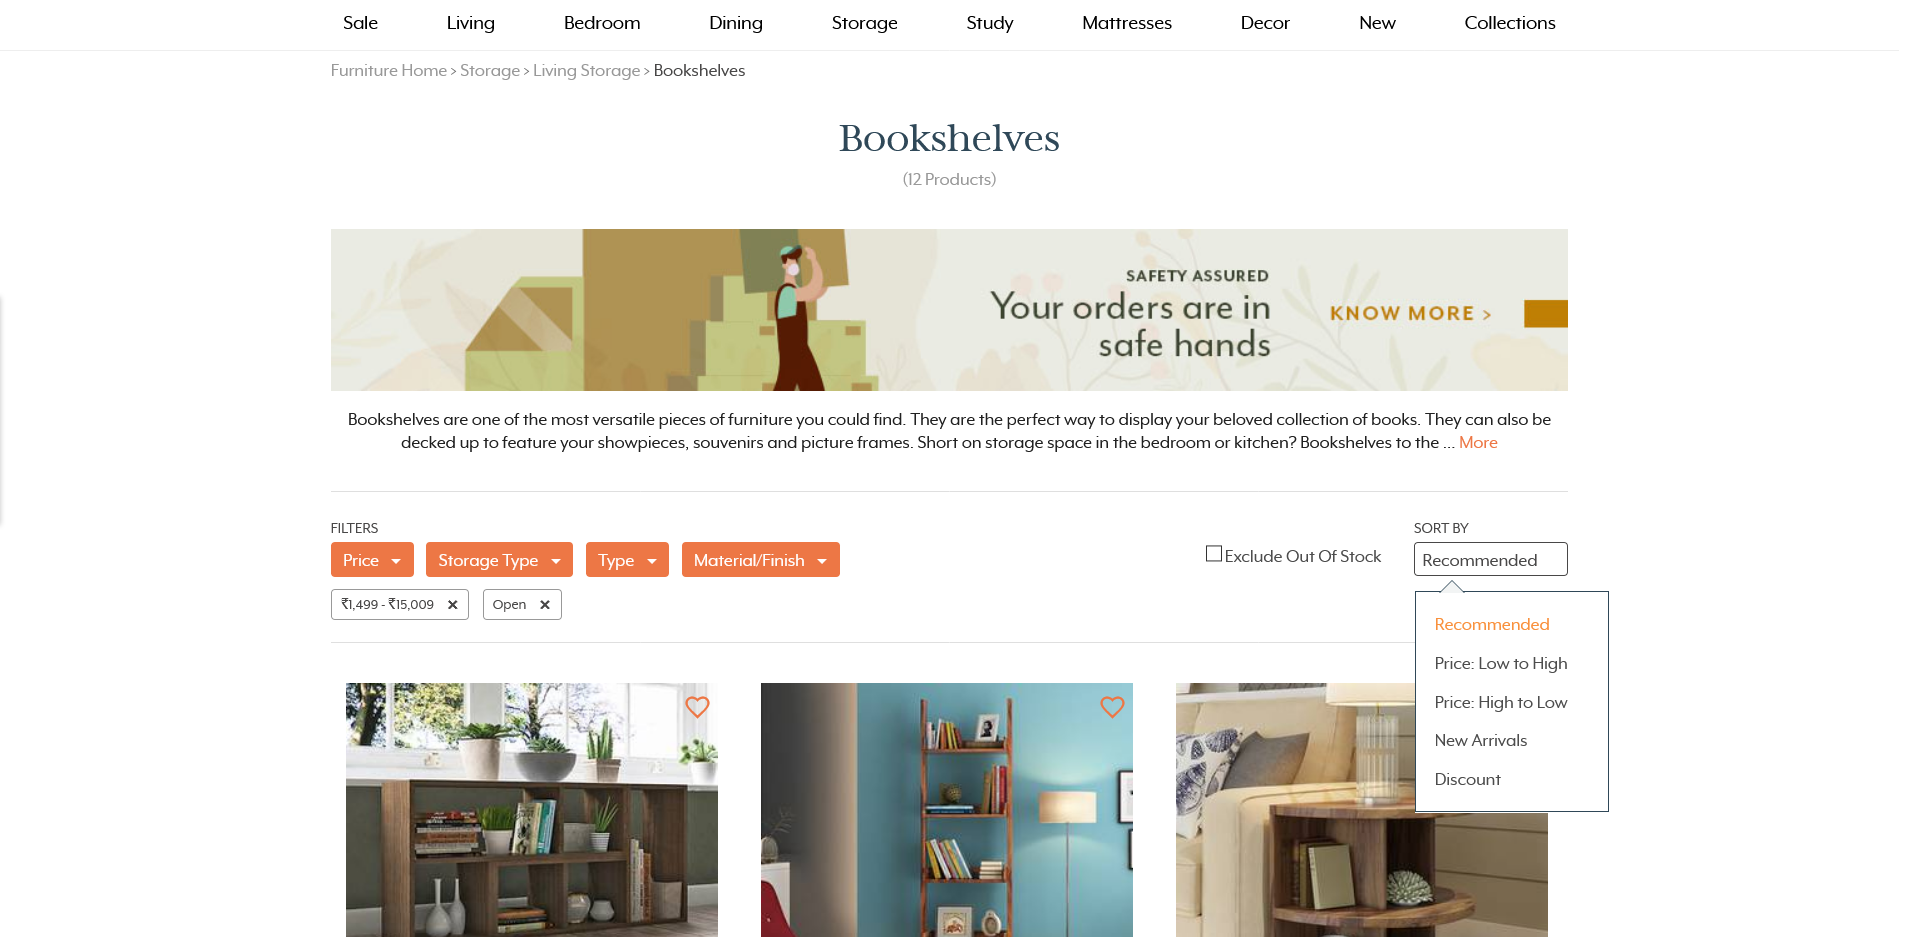 Sale Living Bedroom Dining Storage Study Mattresses Decor New Collections
Furniture Home > Storage > Living Storage > Bookshelves
Bookshelves
(12 Products)
SAFETY ASSURED
Your orders are in
safe hands
KNOW MORE >
Bookshelves are one of the most versatile pieces of furniture you could find. They are the perfect way to display your beloved collection of books. They can also be
decked up to feature your showpieces, souvenirs and picture frames. Short on storage space in the bedroom or kitchen? Bookshelves to the ... More
FILTERS
Price Storage Type Type Material/Finish
₹1,499 - ₹15,009 × Open ×
Exclude Out Of Stock
SORT BY
Recommended
Recommended
Price: Low to High
Price: High to Low
New Arrivals
Discount